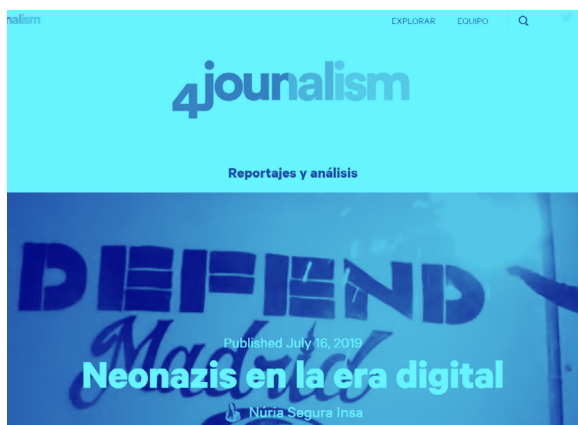 nalism
EXPLORAR EQUIPO
4jounalism
Reportajes y análisis
DEFEND
Madrid
Published July 16, 2019
Neonazis en la era digital
Núria Segura Insa